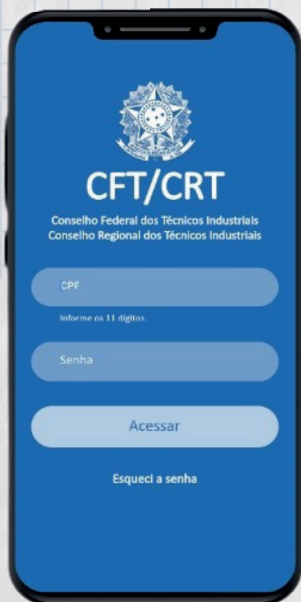 CFT/CRT
Conselho Federal dos Técnicos Industriais
Conselho Regional dos Técnicos Industriais
CPF
Informe os 11 dígitos
Senha
Acessar
Esqueci a senha